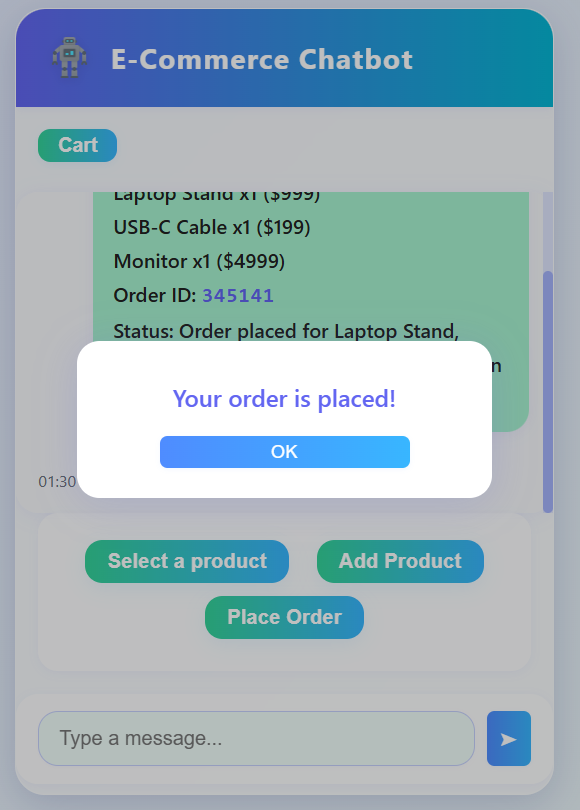 E-Commerce Chatbot
Cart
Laptop Stand x1 ($999)
USB-C Cable x1 ($199)
Monitor x1 ($4999)
Order ID: 345141
Status: Order placed for Laptop Stand,
Your order is placed!
OK
01:30
Select a product
Add Product
Place Order
Type a message...